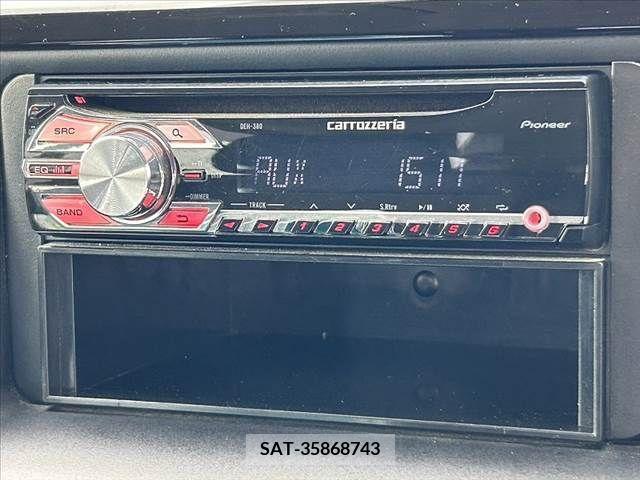 DEH-380
carrozzeria
Pioneer
SRC
EQ
DISP
AUX 15:17
DIMMER
BAND
TRACK
S.Rtrv
1 2 3 4 5 6
SAT-35868743